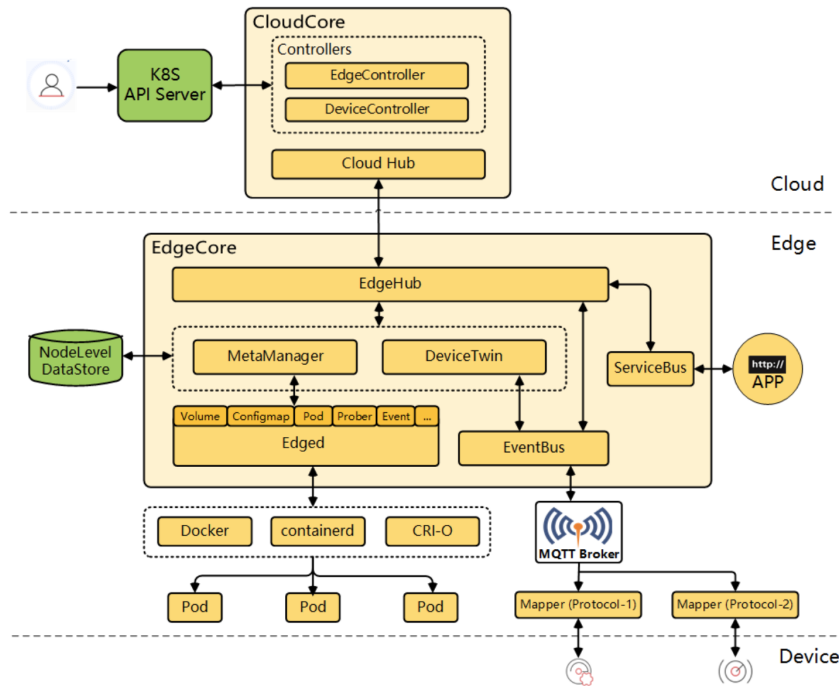 CloudCore
Controllers
EdgeController
DeviceController
K8S
API Server
Cloud Hub
Cloud
Edge
EdgeCore
EdgeHub
NodeLevel
DataStore
MetaManager
DeviceTwin
ServiceBus
http://
APP
Volume
Configmap
Pod
Prober
Event
...
Edged
EventBus
Docker
containerd
CRI-O
MQTT Broker
Pod
Pod
Pod
Mapper (Protocol-1)
Mapper (Protocol-2)
Device